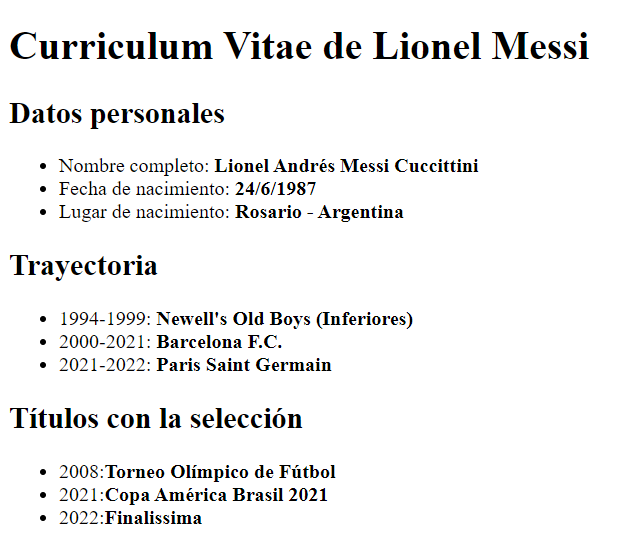 Curriculum Vitae de Lionel Messi
Datos personales
• Nombre completo: Lionel Andrés Messi Cuccittini
• Fecha de nacimiento: 24/6/1987
• Lugar de nacimiento: Rosario - Argentina
Trayectoria
• 1994-1999: Newell's Old Boys (Inferiores)
• 2000-2021: Barcelona F.C.
• 2021-2022: Paris Saint Germain
Títulos con la selección
• 2008:Torneo Olímpico de Fútbol
• 2021:Copa América Brasil 2021
• 2022:Finalissima